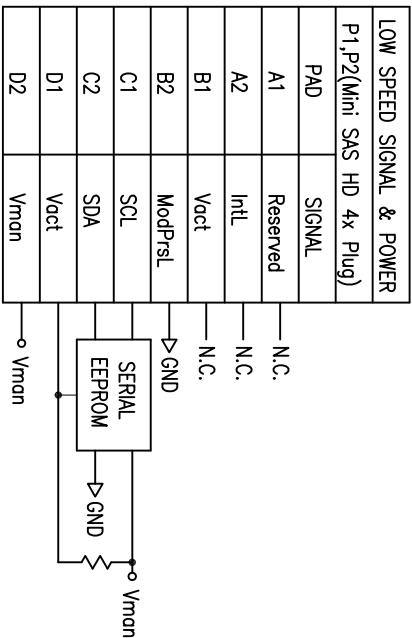 LOW SPEED SIGNAL & POWER
P1,P2(Mini SAS HD 4x Plug)
PAD SIGNAL
A1 Reserved N.C.
A2 IntL N.C.
B1 Vact N.C.
B2 ModPrsL GND
C1 SCL
C2 SDA
D1 Vact
D2 Vman Vman
SERIAL
EEPROM
GND
Vman